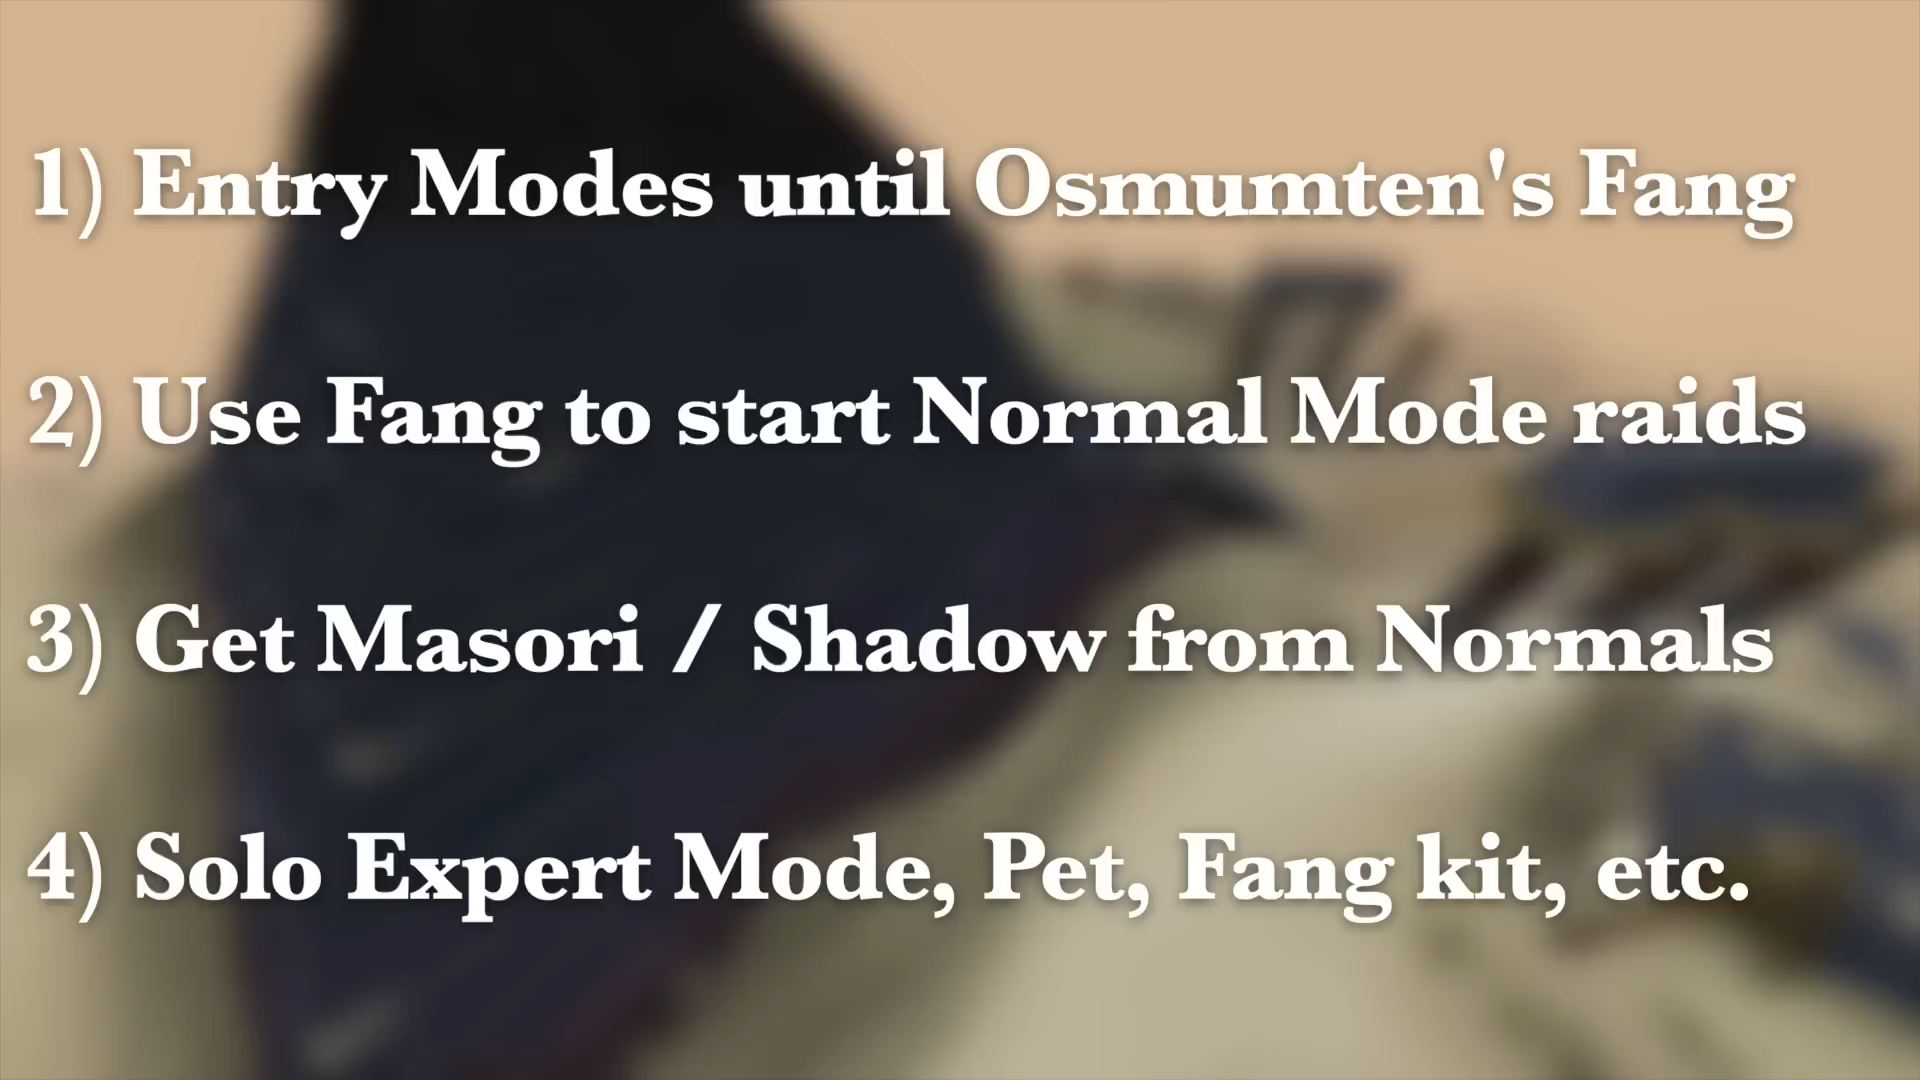 1) Entry Modes until Osmumten's Fang
2) Use Fang to start Normal Mode raids
3) Get Masori / Shadow from Normals
4) Solo Expert Mode, Pet, Fang kit, etc.